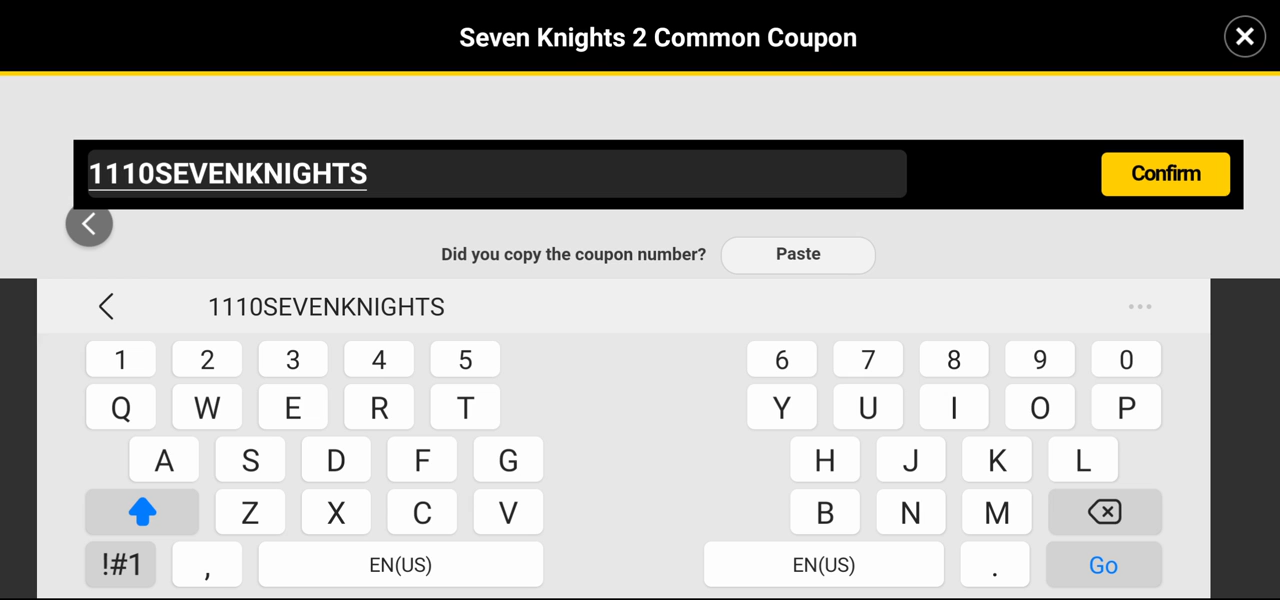 Seven Knights 2 Common Coupon
1110SEVENKNIGHTS
Confirm
Did you copy the coupon number?
Paste
1110SEVENKNIGHTS
1 2 3 4 5 6 7 8 9 0
Q W E R T Y U I O P
A S D F G H J K L
Z X C V B N M
!#1 , EN(US) EN(US) . Go